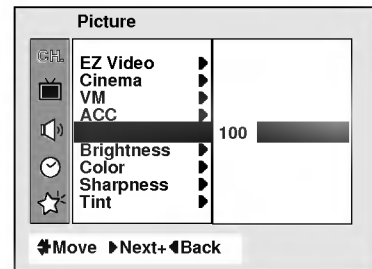 Picture
CH.
EZ Video
Cinema
VM
ACC
100
Brightness
Color
Sharpness
Tint
Move Next+ Back